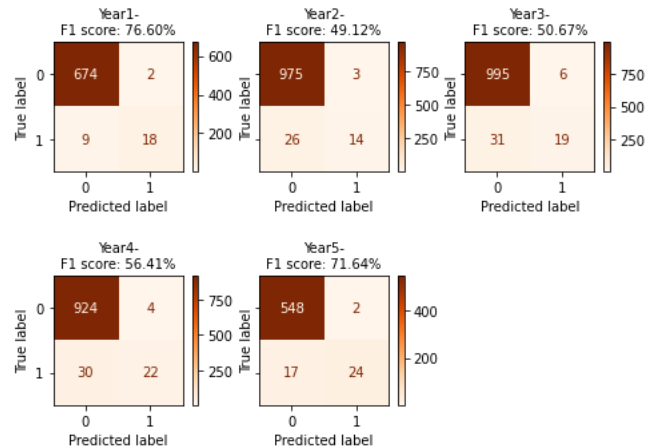 Year1-
F1 score: 76.60%
True label
0
1
674
2
9
18
0
1
Predicted label
600
400
200
Year2-
F1 score: 49.12%
True label
0
1
975
3
26
14
0
1
Predicted label
750
500
250
Year3-
F1 score: 50.67%
True label
0
1
995
6
31
19
0
1
Predicted label
750
500
250
Year4-
F1 score: 56.41%
True label
0
1
924
4
30
22
0
1
Predicted label
750
500
250
Year5-
F1 score: 71.64%
True label
0
1
548
2
17
24
0
1
Predicted label
400
200